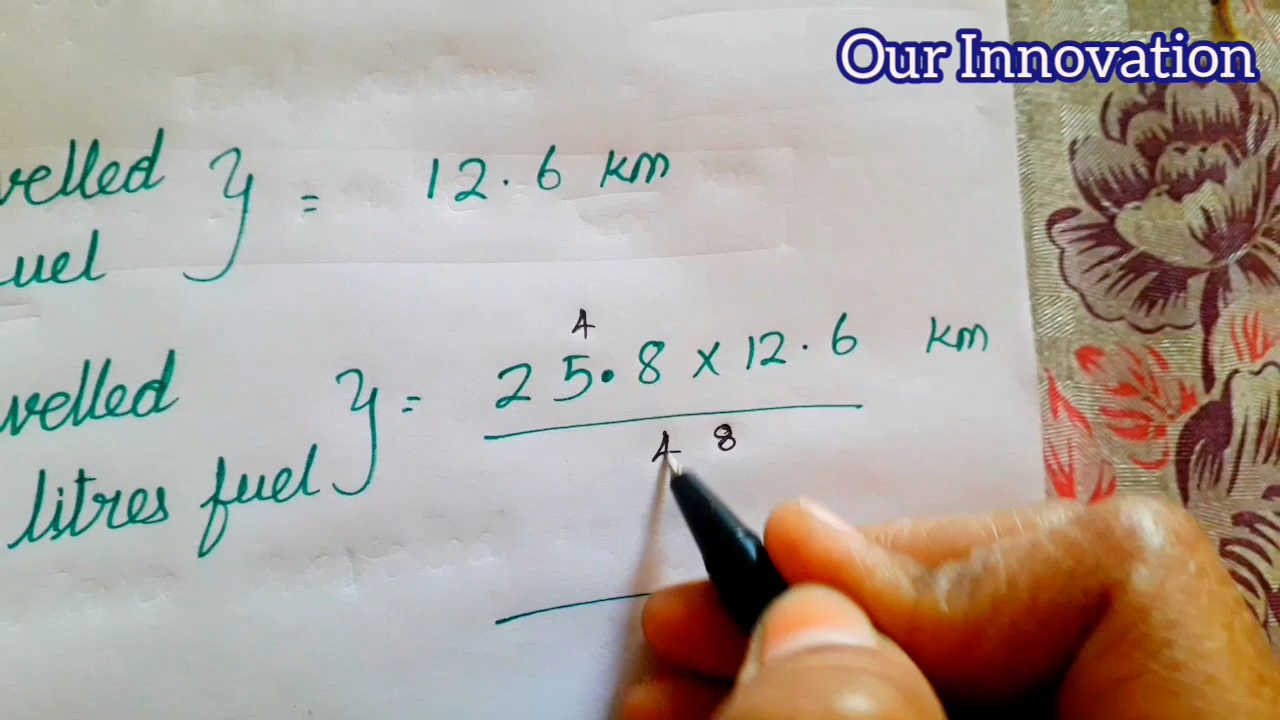 Our Innovation
velled } = 12.6 km
uel
4
velled } = 25.8 x 12.6 km
litres fuel
4 8